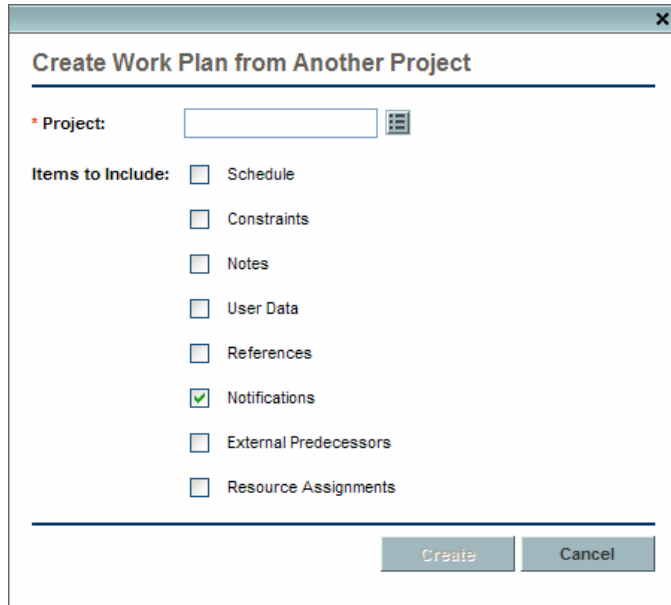 Create Work Plan from Another Project
* Project:
Items to Include: Schedule
Constraints
Notes
User Data
References
Notifications
External Predecessors
Resource Assignments
Create Cancel